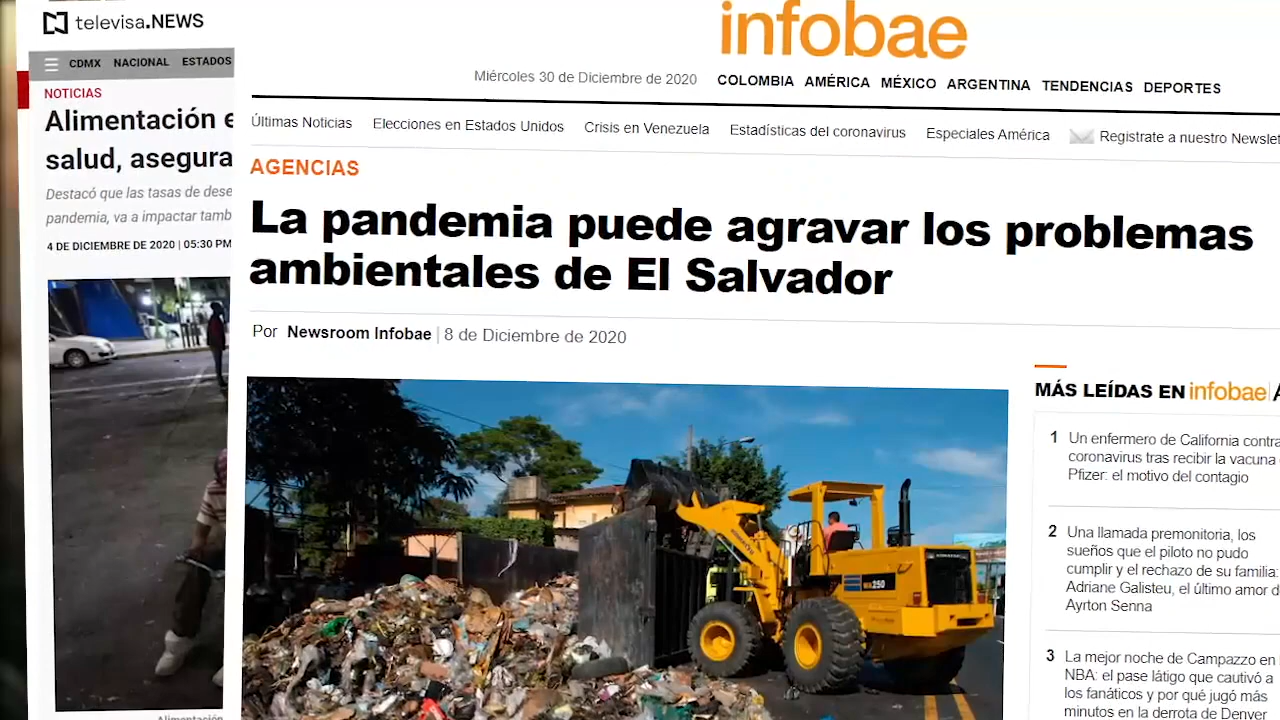 televisa.NEWS
CDMX NACIONAL ESTADOS
NOTICIAS
Alimentación
salud, asegura
Destacó que las tasas de
pandemia, va a impactar
4 DE DICIEMBRE DE 2020 | 05:30 PM
Alimentación
infobae
Miércoles 30 de Diciembre de 2020 COLOMBIA AMÉRICA MÉXICO ARGENTINA TENDENCIAS DEPORTES
Últimas Noticias Elecciones en Estados Unidos Crisis en Venezuela Estadísticas del coronavirus Especiales América Registrate a nuestro
AGENCIAS
La pandemia puede agravar los problemas
ambientales de El Salvador
Por Newsroom Infobae | 8 de Diciembre de 2020
WA250
MÁS LEÍDAS EN infobae
1 Un enfermero de California
coronavirus tras recibir la vacuna
Pfizer: el motivo del contagio
2 Una llamada premonitoria, los
sueños que el piloto no pudo
cumplir y el rechazo de su familia:
Adriane Galisteu, el último amor
Ayrton Senna
3 La mejor noche de Campazzo en
NBA: el pase látigo que cautivó a
los fanáticos y por qué jugó más
minutos en la derrota de Denver